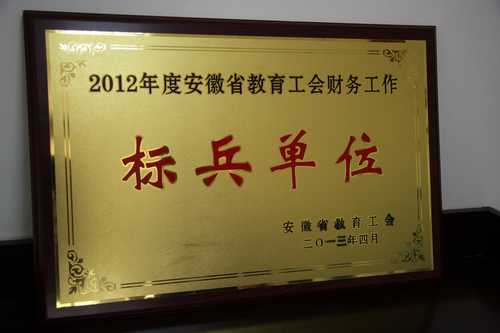 2012年度安徽省教育工会财务工作
标兵单位
安徽省教育工会
二〇一三年四月